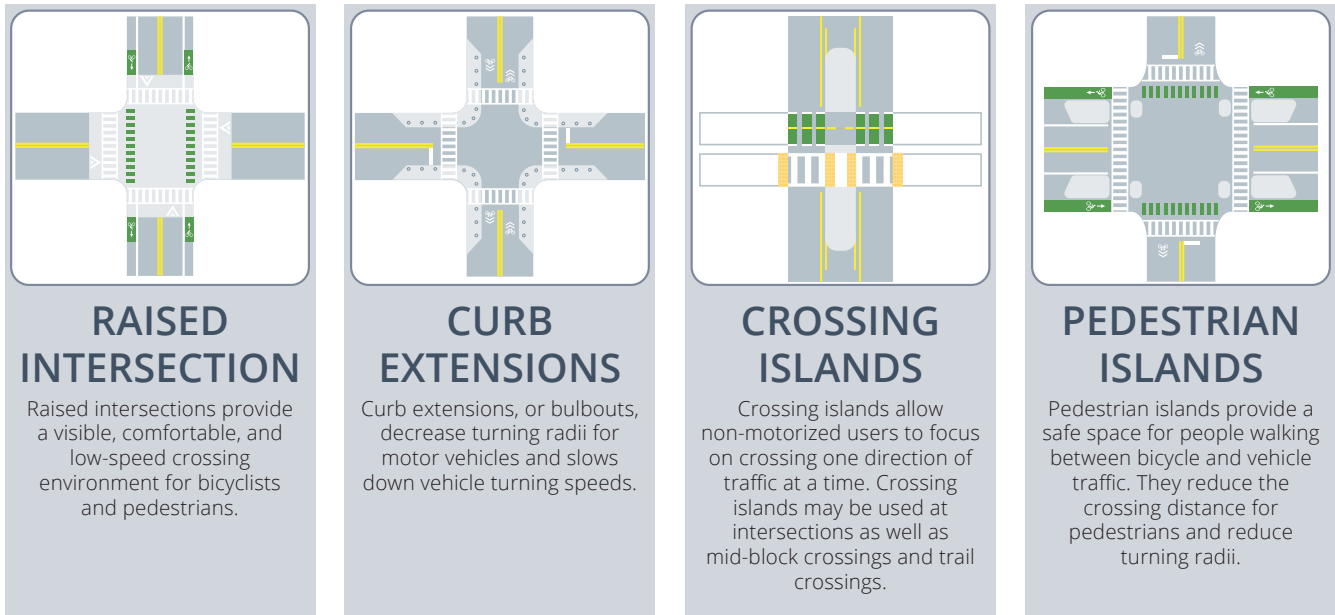 RAISED
INTERSECTION
Raised intersections provide
a visible, comfortable, and
low-speed crossing
environment for bicyclists
and pedestrians.
CURB
EXTENSIONS
Curb extensions, or bulbouts,
decrease turning radii for
motor vehicles and slows
down vehicle turning speeds.
CROSSING
ISLANDS
Crossing islands allow
non-motorized users to focus
on crossing one direction of
traffic at a time. Crossing
islands may be used at
intersections as well as
mid-block crossings and trail
crossings.
PEDESTRIAN
ISLANDS
Pedestrian islands provide a
safe space for people walking
between bicycle and vehicle
traffic. They reduce the
crossing distance for
pedestrians and reduce
turning radii.